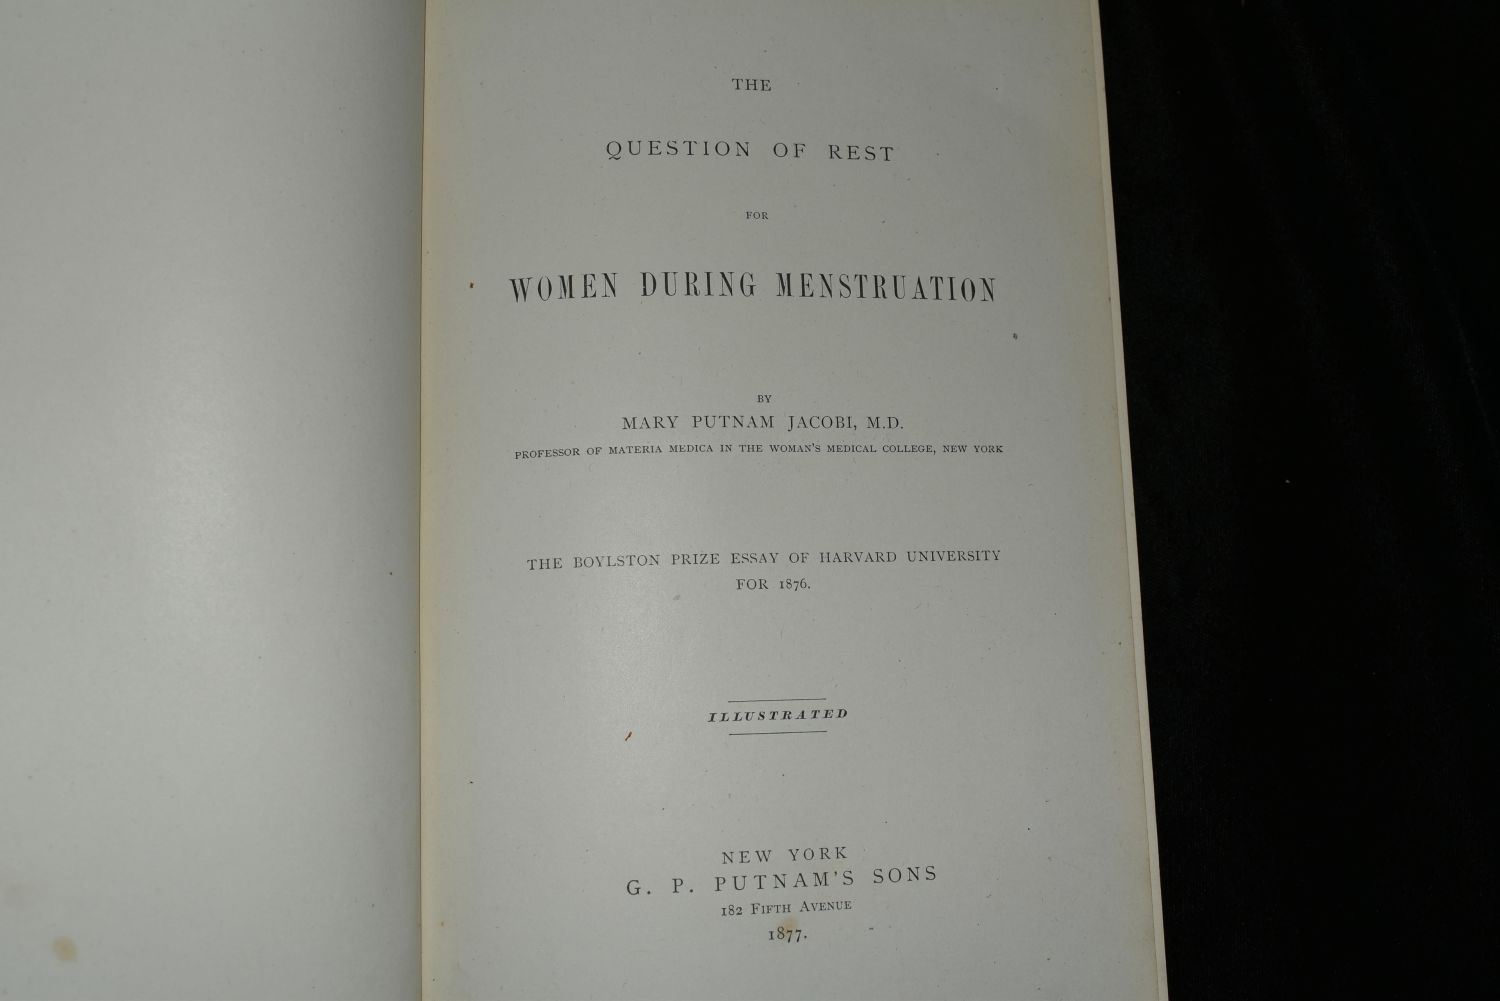 THE
QUESTION OF REST
FOR
WOMEN DURING MENSTRUATION
BY
MARY PUTNAM JACOBI, M.D.
PROFESSOR OF MATERIA MEDICA IN THE WOMAN'S MEDICAL COLLEGE, NEW YORK
THE BOYLSTON PRIZE ESSAY OF HARVARD UNIVERSITY
FOR 1876.
ILLUSTRATED
NEW YORK
G. P. PUTNAM'S SONS
182 FIFTH AVENUE
1877.